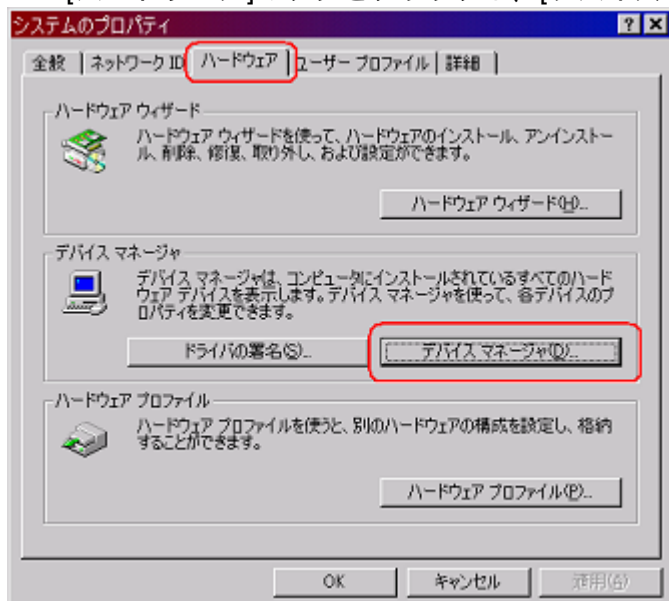 システムのプロパティ
全般 ネットワーク ID ハードウェア ユーザー プロファイル 詳細
ハードウェア ウィザード
ハードウェア ウィザードを使って、ハードウェアのインストール、アンインストー
ル、削除、修復、取り外し、および設定ができます。
ハードウェア ウィザード(H)...
デバイス マネージャ
デバイス マネージャは、コンピュータにインストールされているすべてのハード
ウェア デバイスを表示します。デバイス マネージャを使って、各デバイスのプ
ロパティを変更できます。
ドライバの署名(S)... デバイス マネージャ(D)...
ハードウェア プロファイル
ハードウェア プロファイルを使うと、別のハードウェアの構成を設定し、格納
することができます。
ハードウェア プロファイル(P)...
OK キャンセル 適用(A)